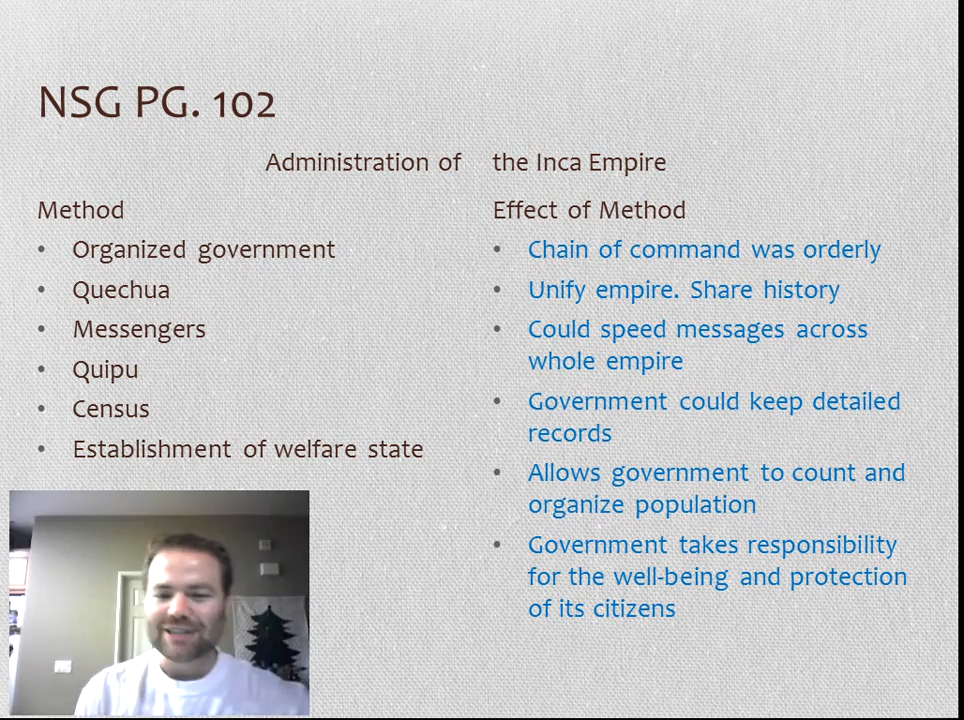 NSG PG. 102
Administration of the Inca Empire
Method
• Organized government
• Quechua
• Messengers
• Quipu
• Census
• Establishment of welfare state
Effect of Method
• Chain of command was orderly
• Unify empire. Share history
• Could speed messages across
whole empire
• Government could keep detailed
records
• Allows government to count and
organize population
• Government takes responsibility
for the well-being and protection
of its citizens